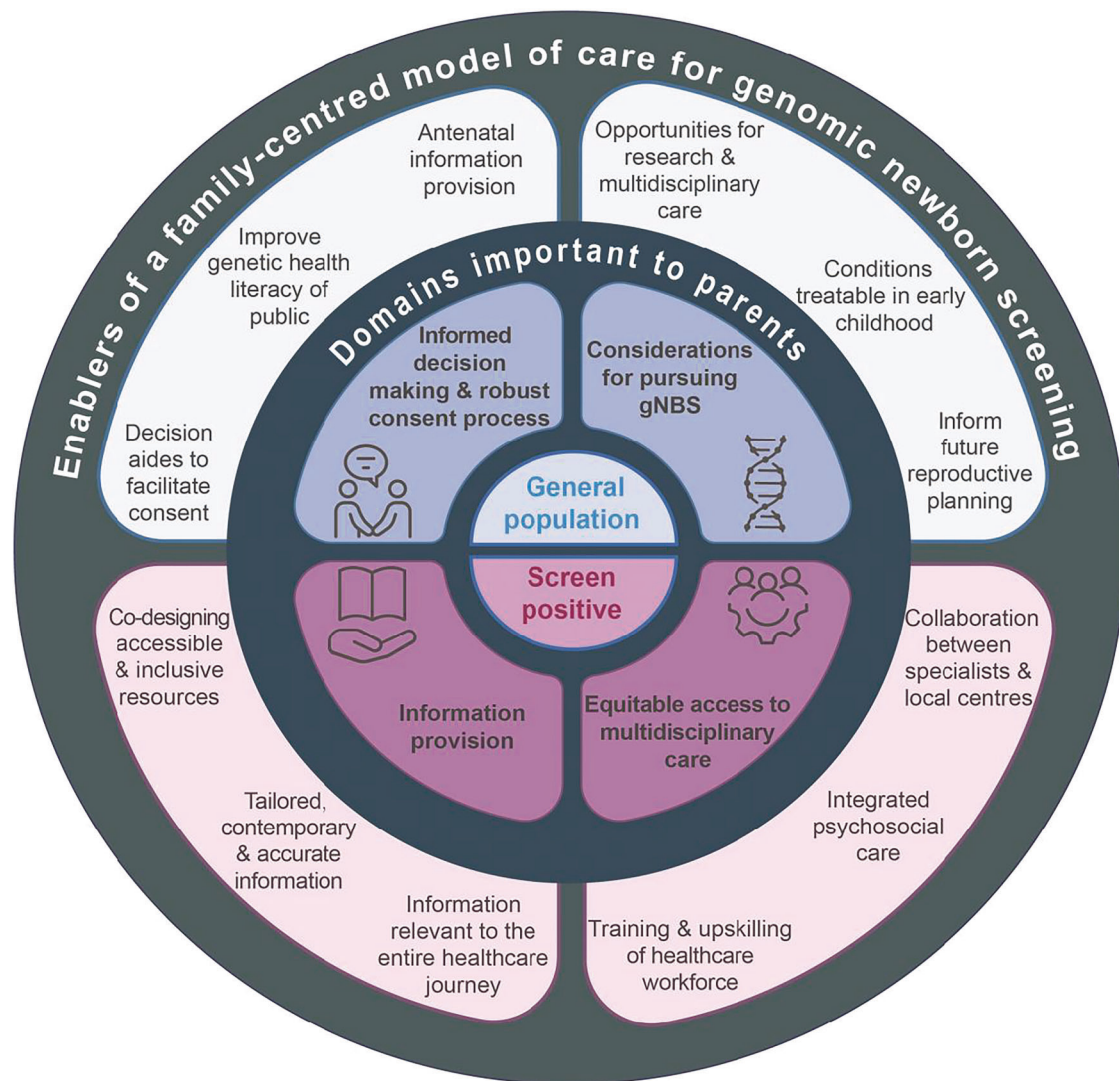 Enablers of a family-centred model of care for genomic newborn screening
Antenatal
information
provision
Improve
genetic health
literacy of
public
Decision
aides to
facilitate
consent
Opportunities for
research &
multidisciplinary
care
Conditions
treatable in early
childhood
Inform
future
reproductive
planning
Domains important to parents
Informed
decision
making & robust
consent process
Considerations
for pursuing
gNBS
General
population
Screen
positive
Information
provision
Equitable access to
multidisciplinary
care
Co-designing
accessible
& inclusive
resources
Tailored,
contemporary
& accurate
information
Information
relevant to the
entire healthcare
journey
Collaboration
between
specialists &
local centres
Integrated
psychosocial
care
Training & upskilling
of healthcare
workforce